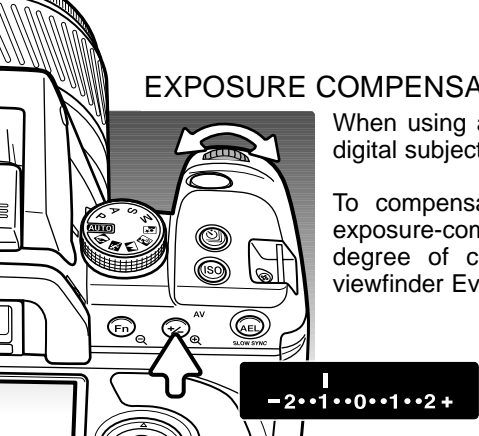 EXPOSURE COMPENSA
When using a
digital subject
To compensa
exposure-com
degree of c
viewfinder Ev
P A S M
AUTO
ISO
AV
Fn
+/-
AEL
SLOW SYNC
–2••1••0••1••2+